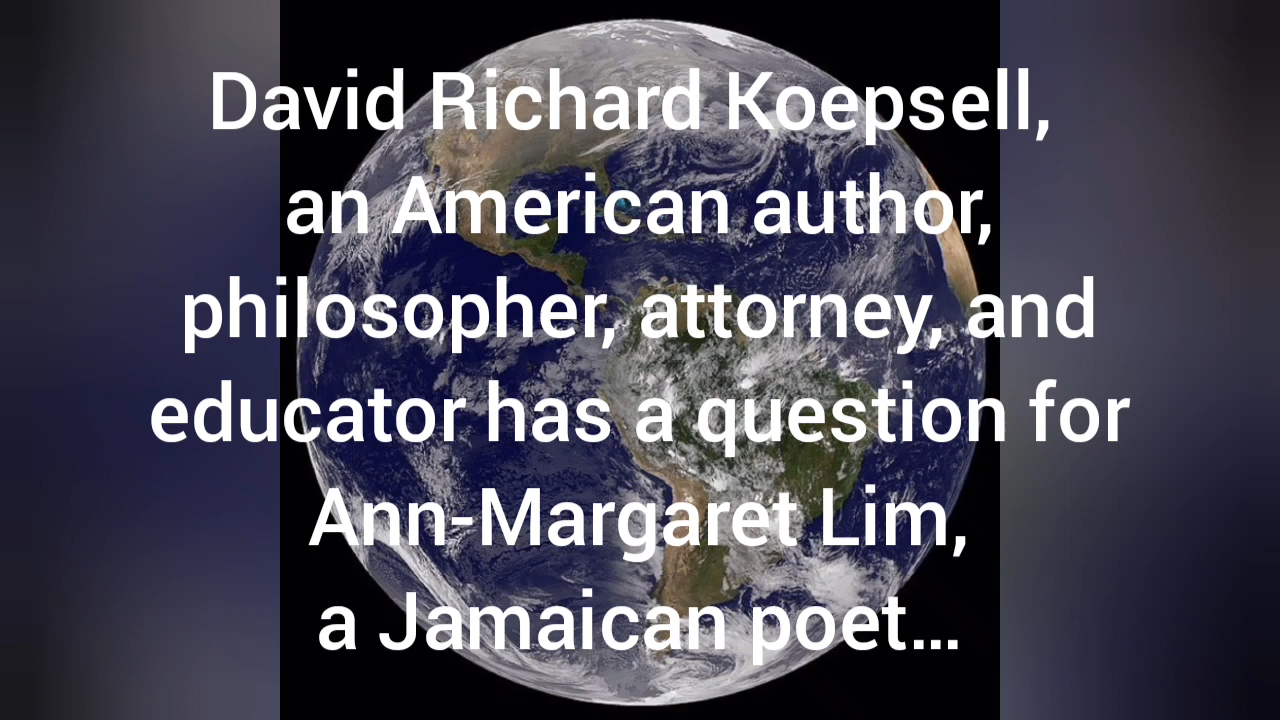 David Richard Koepsell,
an American author,
philosopher, attorney, and
educator has a question for
Ann-Margaret Lim,
a Jamaican poet...